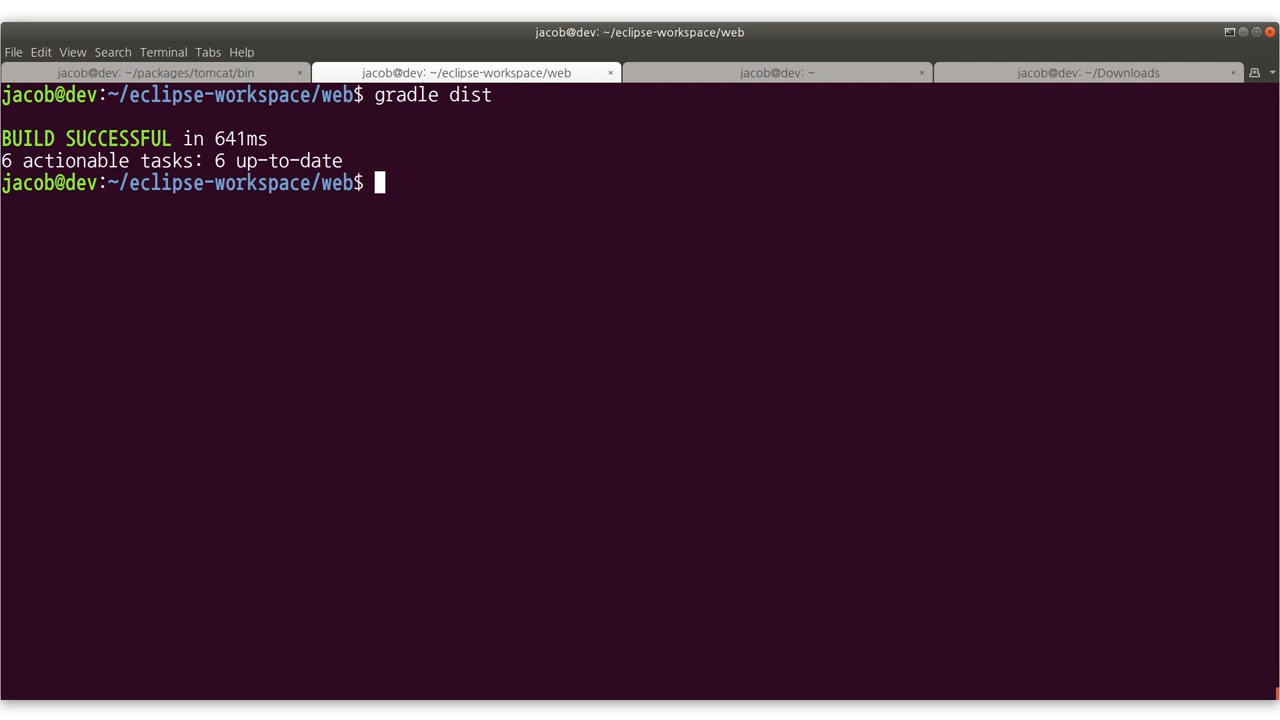 jacob@dev: ~/eclipse-workspace/web
File Edit View Search Terminal Tabs Help
jacob@dev: ~/packages/tomcat/bin × jacob@dev: ~/eclipse-workspace/web × jacob@dev: ~ × jacob@dev: ~/Downloads ×
jacob@dev:~/eclipse-workspace/web$ gradle dist
BUILD SUCCESSFUL in 641ms
6 actionable tasks: 6 up-to-date
jacob@dev:~/eclipse-workspace/web$